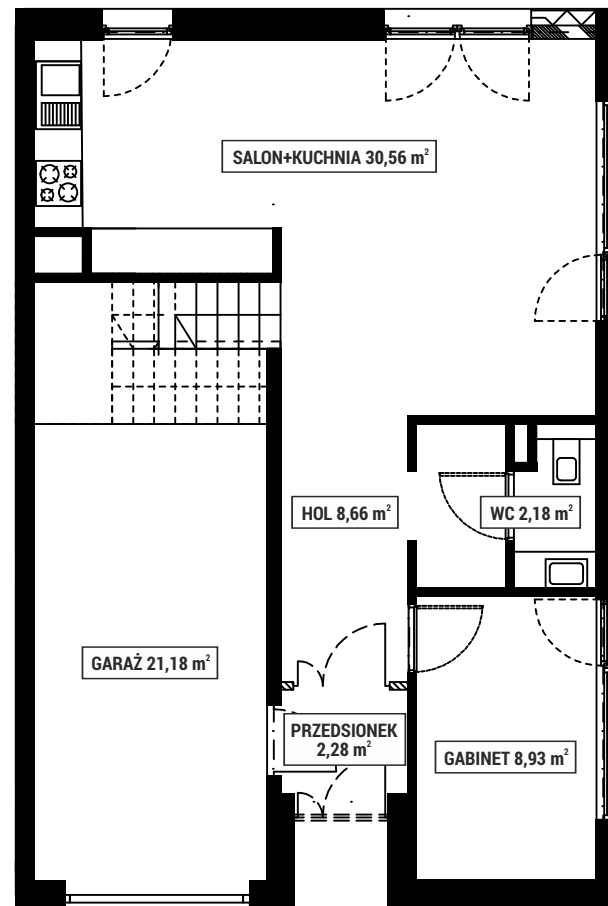 SALON+KUCHNIA 30,56 m²
HOL 8,66 m²
WC 2,18 m²
GARAŻ 21,18 m²
PRZEDSIONEK
2,28 m²
GABINET 8,93 m²